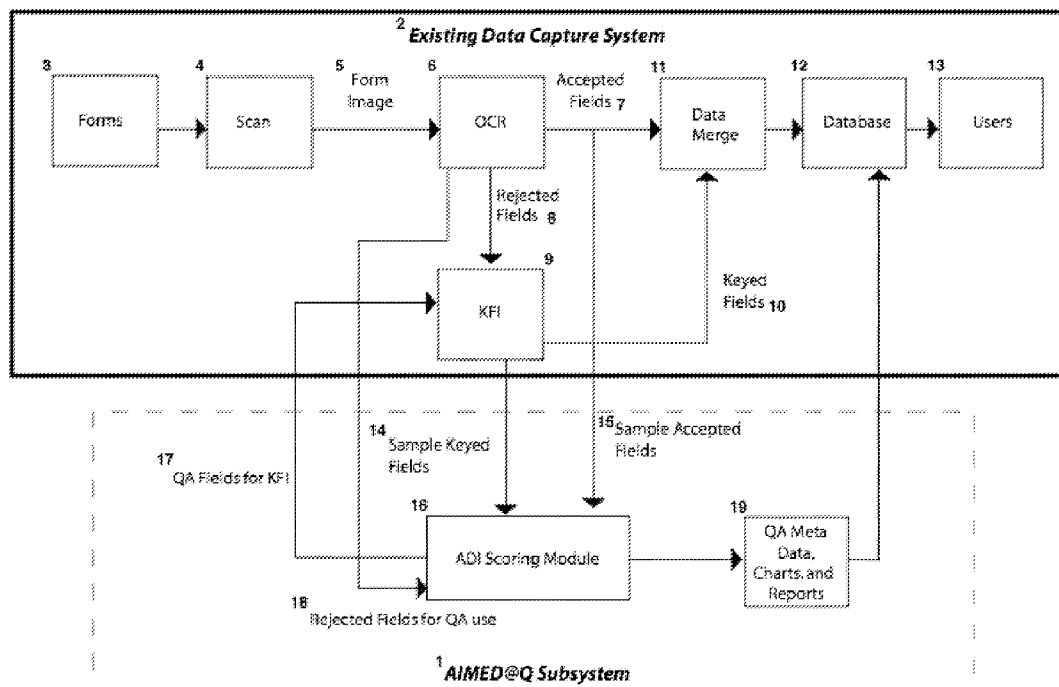 2 Existing Data Capture System
3
Forms
4
Scan
5
Form
Image
6
OCR
Accepted
Fields 7
11
Data
Merge
12
Database
13
Users
Rejected
Fields 8
9
KFI
Keyed
Fields 10
14
Sample Keyed
Fields
15
Sample Accepted
Fields
17
QA Fields for KFI
16
ADI Scoring Module
19
QA Meta
Data,
Charts, and
Reports
18
Rejected Fields for QA use
1 AIMED@Q Subsystem